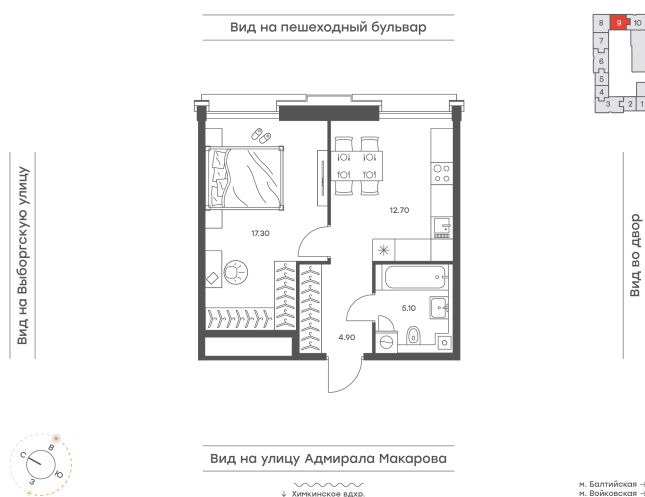 Вид на пешеходный бульвар
8 9 10
7
6
5
4
3 2 1
Вид на Выборгскую улицу
Вид во двор
12.70
17.30
5.10
4.90
В
С
Ю
З
Вид на улицу Адмирала Макарова
↓ Химкинское вдхр.
м. Балтийская
м. Войковская